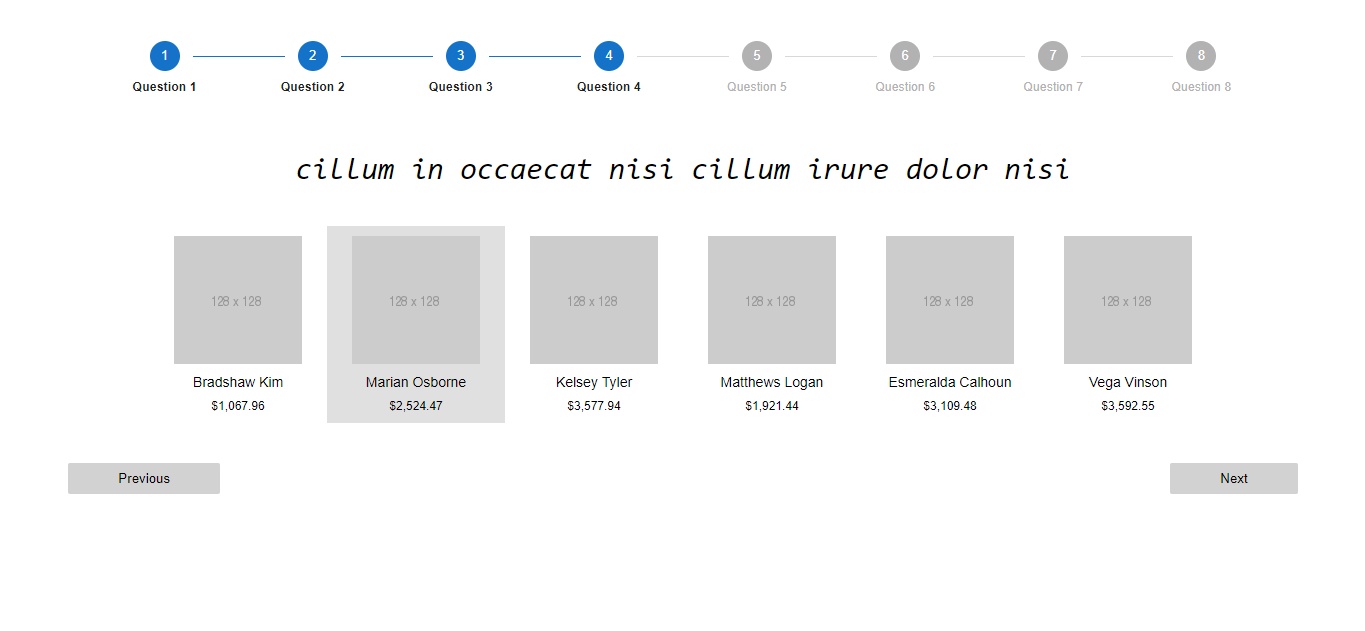 1 2 3 4 5 6 7 8
Question 1 Question 2 Question 3 Question 4 Question 5 Question 6 Question 7 Question 8
cillum in occaecat nisi cillum irure dolor nisi
128 x 128 128 x 128 128 x 128 128 x 128 128 x 128 128 x 128
Bradshaw Kim Marian Osborne Kelsey Tyler Matthews Logan Esmeralda Calhoun Vega Vinson
$1,067.96 $2,524.47 $3,577.94 $1,921.44 $3,109.48 $3,592.55
Previous Next